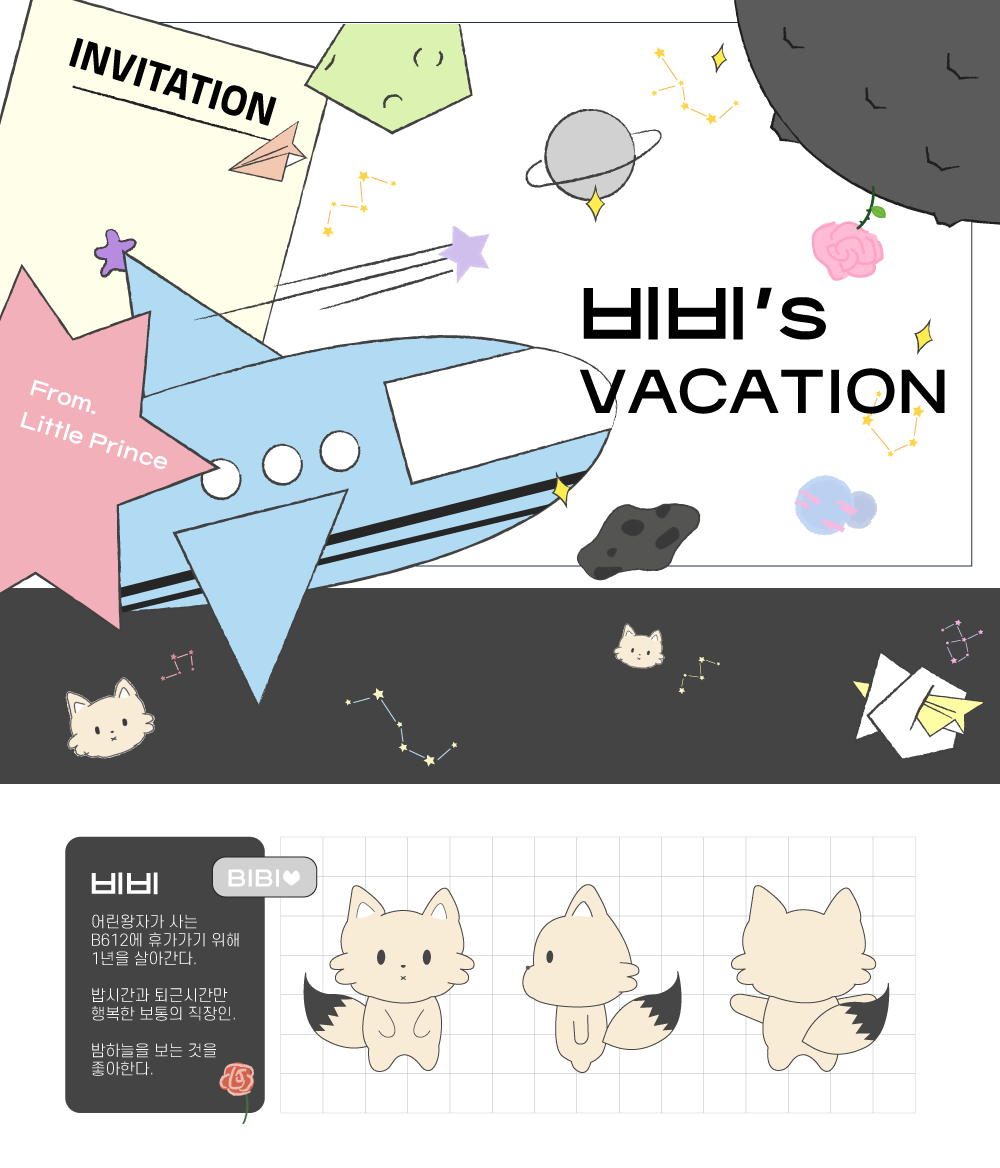 INVITATION
From.
Little Prince
비비's
VACATION
비비
BIBI
어린왕자가 사는
B612에 휴가가기 위해
1년을 살아간다.
밥시간과 퇴근시간만
행복한 보통의 직장인.
밤하늘을 보는 것을
좋아한다.